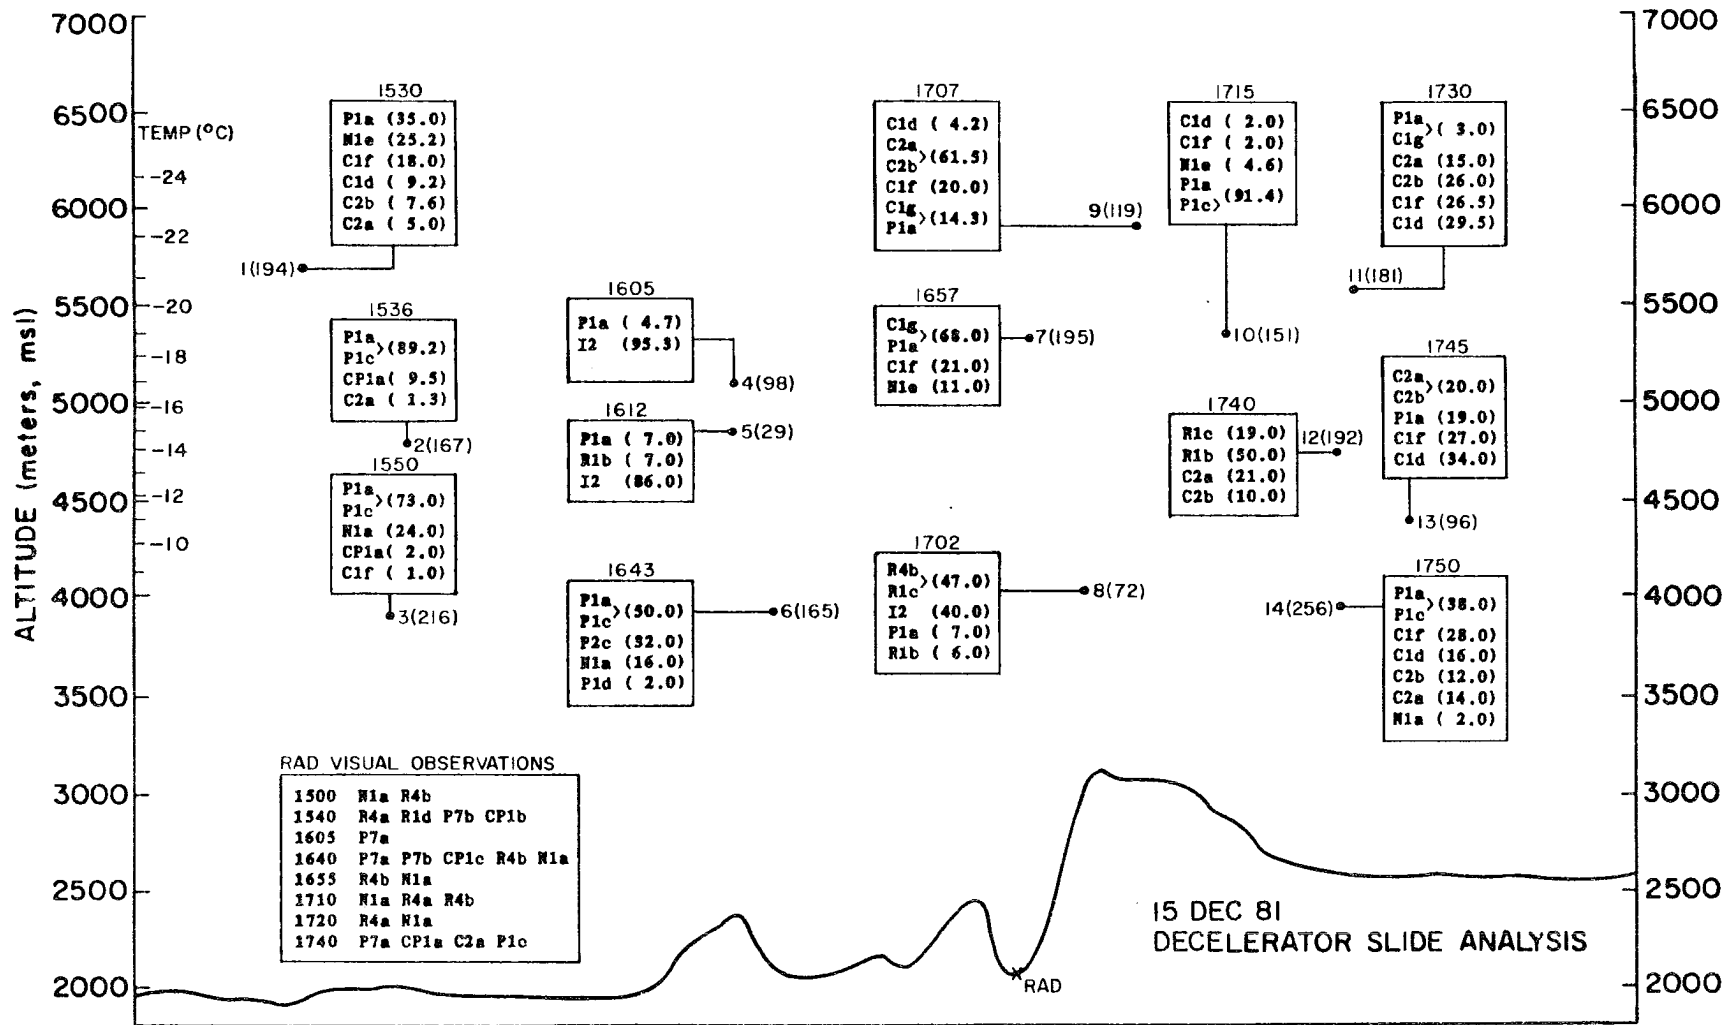 7000
6500
6000
5500
5000
4500
4000
3500
3000
2500
2000
ALTITUDE (meters, msl)
TEMP (°C)
-24
-22
-20
-18
-16
-14
-12
-10
1530
P1a (35.0)
N1e (25.2)
C1f (18.0)
C1d ( 9.2)
C2b ( 7.6)
C2a ( 5.0)
1(194)
1536
P1a
P1c >(89.2)
CP1a( 9.5)
C2a ( 1.3)
2(167)
1550
P1a
P1c >(73.0)
N1a (24.0)
CP1a( 2.0)
C1f ( 1.0)
3(216)
1605
P1a ( 4.7)
I2 (95.3)
4(98)
1612
P1a ( 7.0)
R1b ( 7.0)
I2 (86.0)
5(29)
1643
P1a
P1c >(50.0)
P2c (32.0)
N1a (16.0)
P1d ( 2.0)
6(165)
1707
C1d ( 4.2)
C2a
C2b >(61.5)
C1f (20.0)
C1g
P1a >(14.3)
9(119)
1657
C1g
P1a >(68.0)
C1f (21.0)
N1e (11.0)
7(195)
1702
R4b
R1c >(47.0)
I2 (40.0)
P1a ( 7.0)
R1b ( 6.0)
8(72)
1715
C1d ( 2.0)
C1f ( 2.0)
N1e ( 4.6)
P1a
P1c> (91.4)
10(151)
1740
R1c (19.0)
R1b (50.0)
C2a (21.0)
C2b (10.0)
12(192)
1730
P1a
C1g >( 3.0)
C2a (15.0)
C2b (26.0)
C1f (26.5)
C1d (29.5)
11(181)
1745
C2a
C2b >(20.0)
P1a (19.0)
C1f (27.0)
C1d (34.0)
13(96)
1750
P1a
P1c >(38.0)
C1f (28.0)
C1d (16.0)
C2b (12.0)
C2a (14.0)
N1a ( 2.0)
14(256)
RAD VISUAL OBSERVATIONS
1500 N1a R4b
1540 R4a R1d P7b CP1b
1605 P7a
1640 P7a P7b CP1c R4b N1a
1655 R4b N1a
1710 N1a R4a R4b
1720 R4a N1a
1740 P7a CP1a C2a P1c
RAD
15 DEC 81
DECELERATOR SLIDE ANALYSIS
7000
6500
6000
5500
5000
4500
4000
3500
3000
2500
2000